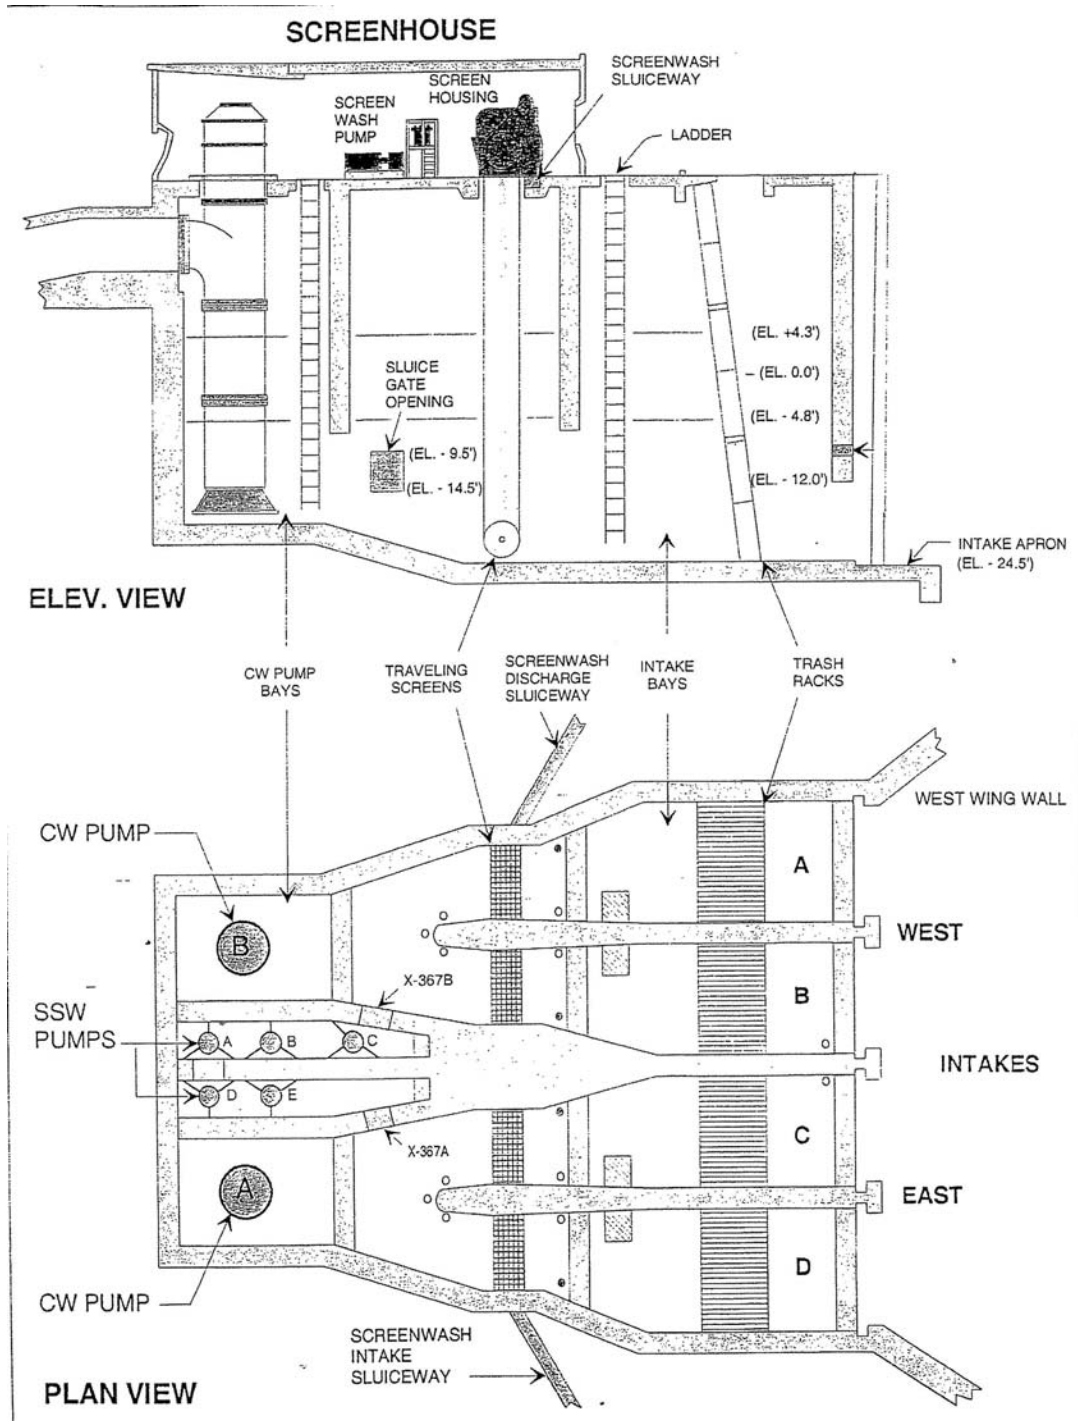 SCREENHOUSE
SCREENWASH
SLUICEWAY
SCREEN
HOUSING
SCREEN
WASH
PUMP
LADDER
(EL. +4.3')
SLUICE
GATE
OPENING
– (EL. 0.0')
(EL. - 4.8')
(EL. - 9.5')
(EL. - 14.5')
(EL. - 12.0')
INTAKE APRON
(EL. - 24.5')
ELEV. VIEW
CW PUMP
BAYS
TRAVELING
SCREENS
SCREENWASH
DISCHARGE
SLUICEWAY
INTAKE
BAYS
TRASH
RACKS
WEST WING WALL
CW PUMP
A
B
WEST
X-367B
B
SSW
PUMPS
A
B
C
INTAKES
D
E
C
X-367A
A
EAST
D
CW PUMP
SCREENWASH
INTAKE
SLUICEWAY
PLAN VIEW